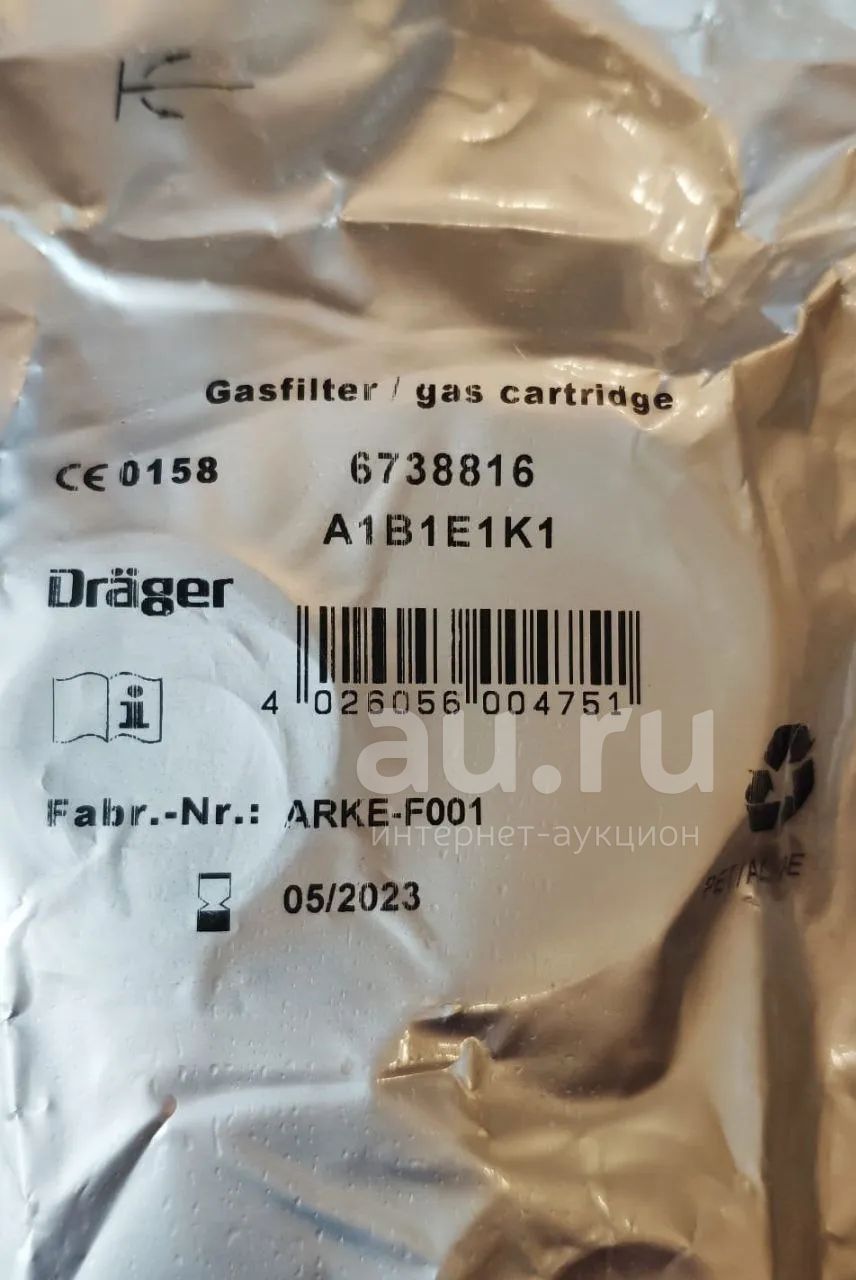 Gasfilter / gas cartridge
CE 0158 6738816
A1B1E1K1
Dräger
i
4 026056 004751
au.ru
интернет-аукцион
Fabr.-Nr.: ARKE-F001
05/2023